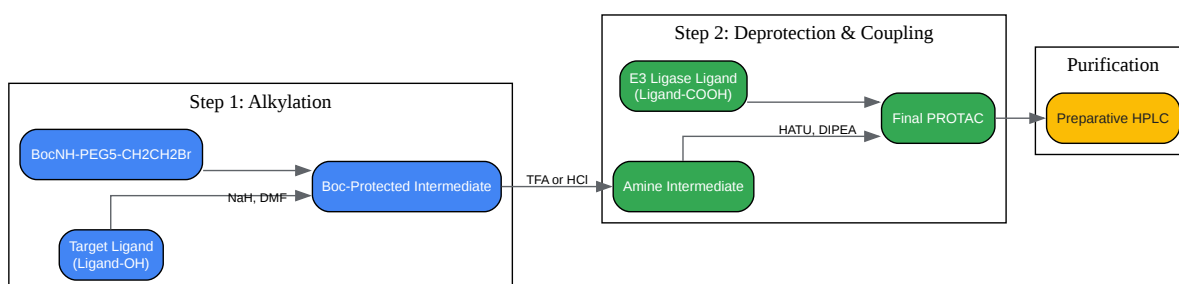 Step 1: Alkylation
BocNH-PEG5-CH2CH2Br
NaH, DMF
Target Ligand
(Ligand-OH)
Boc-Protected Intermediate
TFA or HCl
Step 2: Deprotection & Coupling
E3 Ligase Ligand
(Ligand-COOH)
HATU, DIPEA
Amine Intermediate
Final PROTAC
Purification
Preparative HPLC